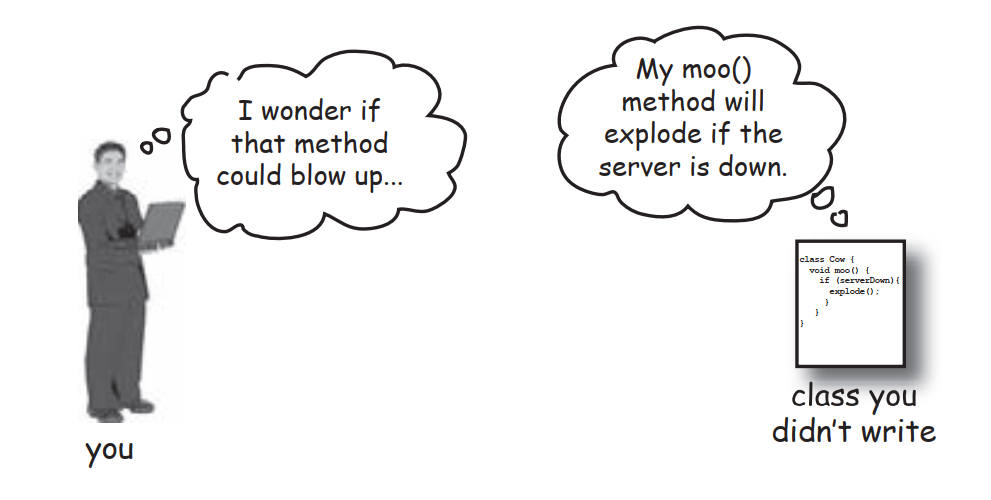 I wonder if
that method
could blow up...
My moo()
method will
explode if the
server is down.
class Cow {
void moo() {
if (serverDown){
explode();
}
}
}
you
class you
didn't write